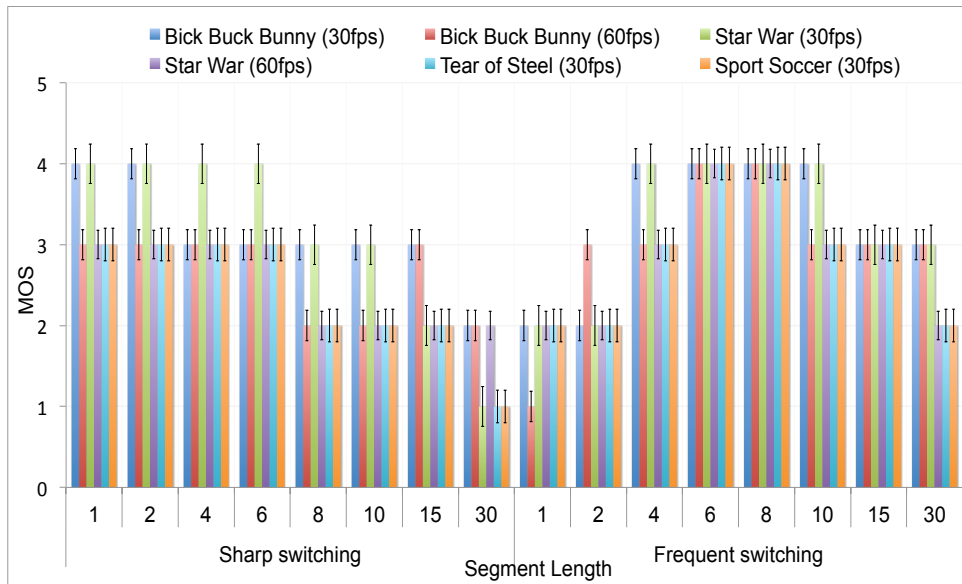 Bick Buck Bunny (30fps) Bick Buck Bunny (60fps) Star War (30fps)
Star War (60fps) Tear of Steel (30fps) Sport Soccer (30fps)
5
4
3
2
1
0
MOS
1 2 4 6 8 10 15 30 1 2 4 6 8 10 15 30
Sharp switching Frequent switching
Segment Length